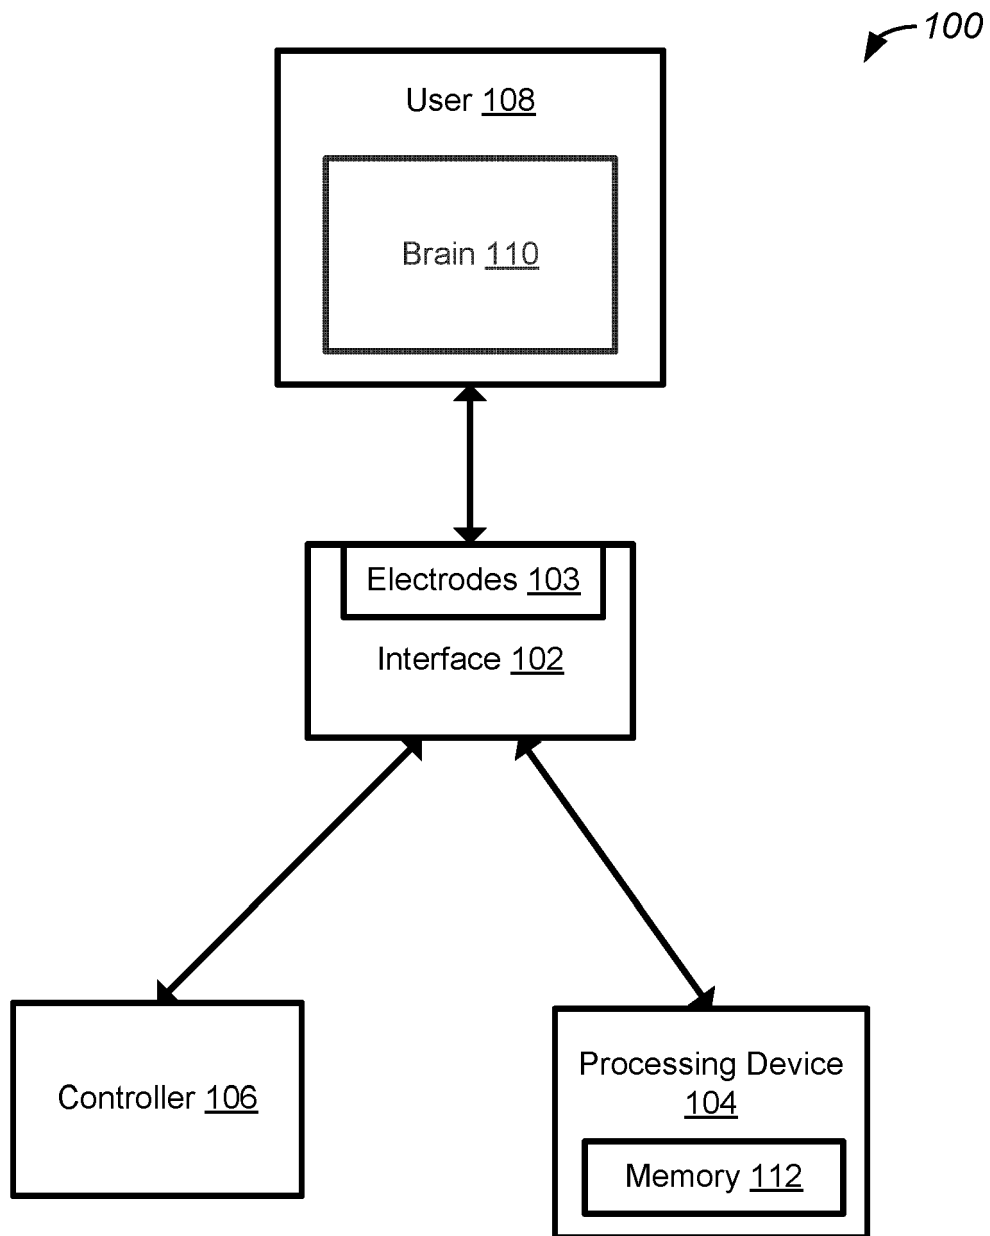 100
User 108
Brain 110
Electrodes 103
Interface 102
Controller 106
Processing Device
104
Memory 112